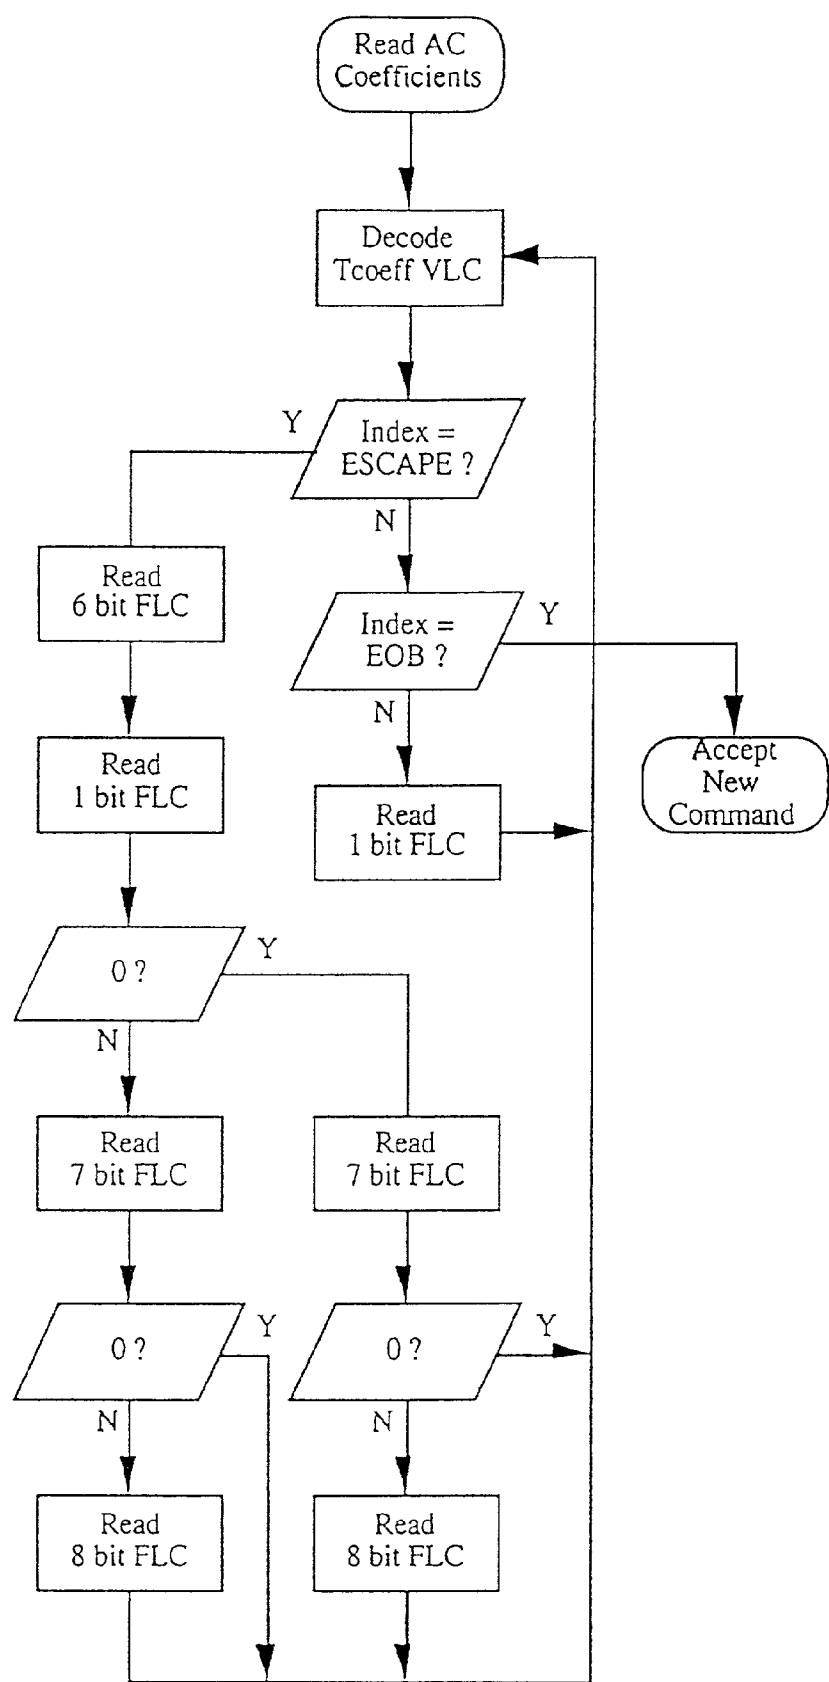 Read AC
Coefficients
Decode
Tcoeff VLC
Y
Index =
ESCAPE ?
N
Read
6 bit FLC
Index =
EOB ?
Y
N
Read
1 bit FLC
Accept
New
Command
Read
1 bit FLC
0 ?
Y
N
Read
7 bit FLC
Read
7 bit FLC
0 ?
Y
0 ?
Y
N
N
Read
8 bit FLC
Read
8 bit FLC